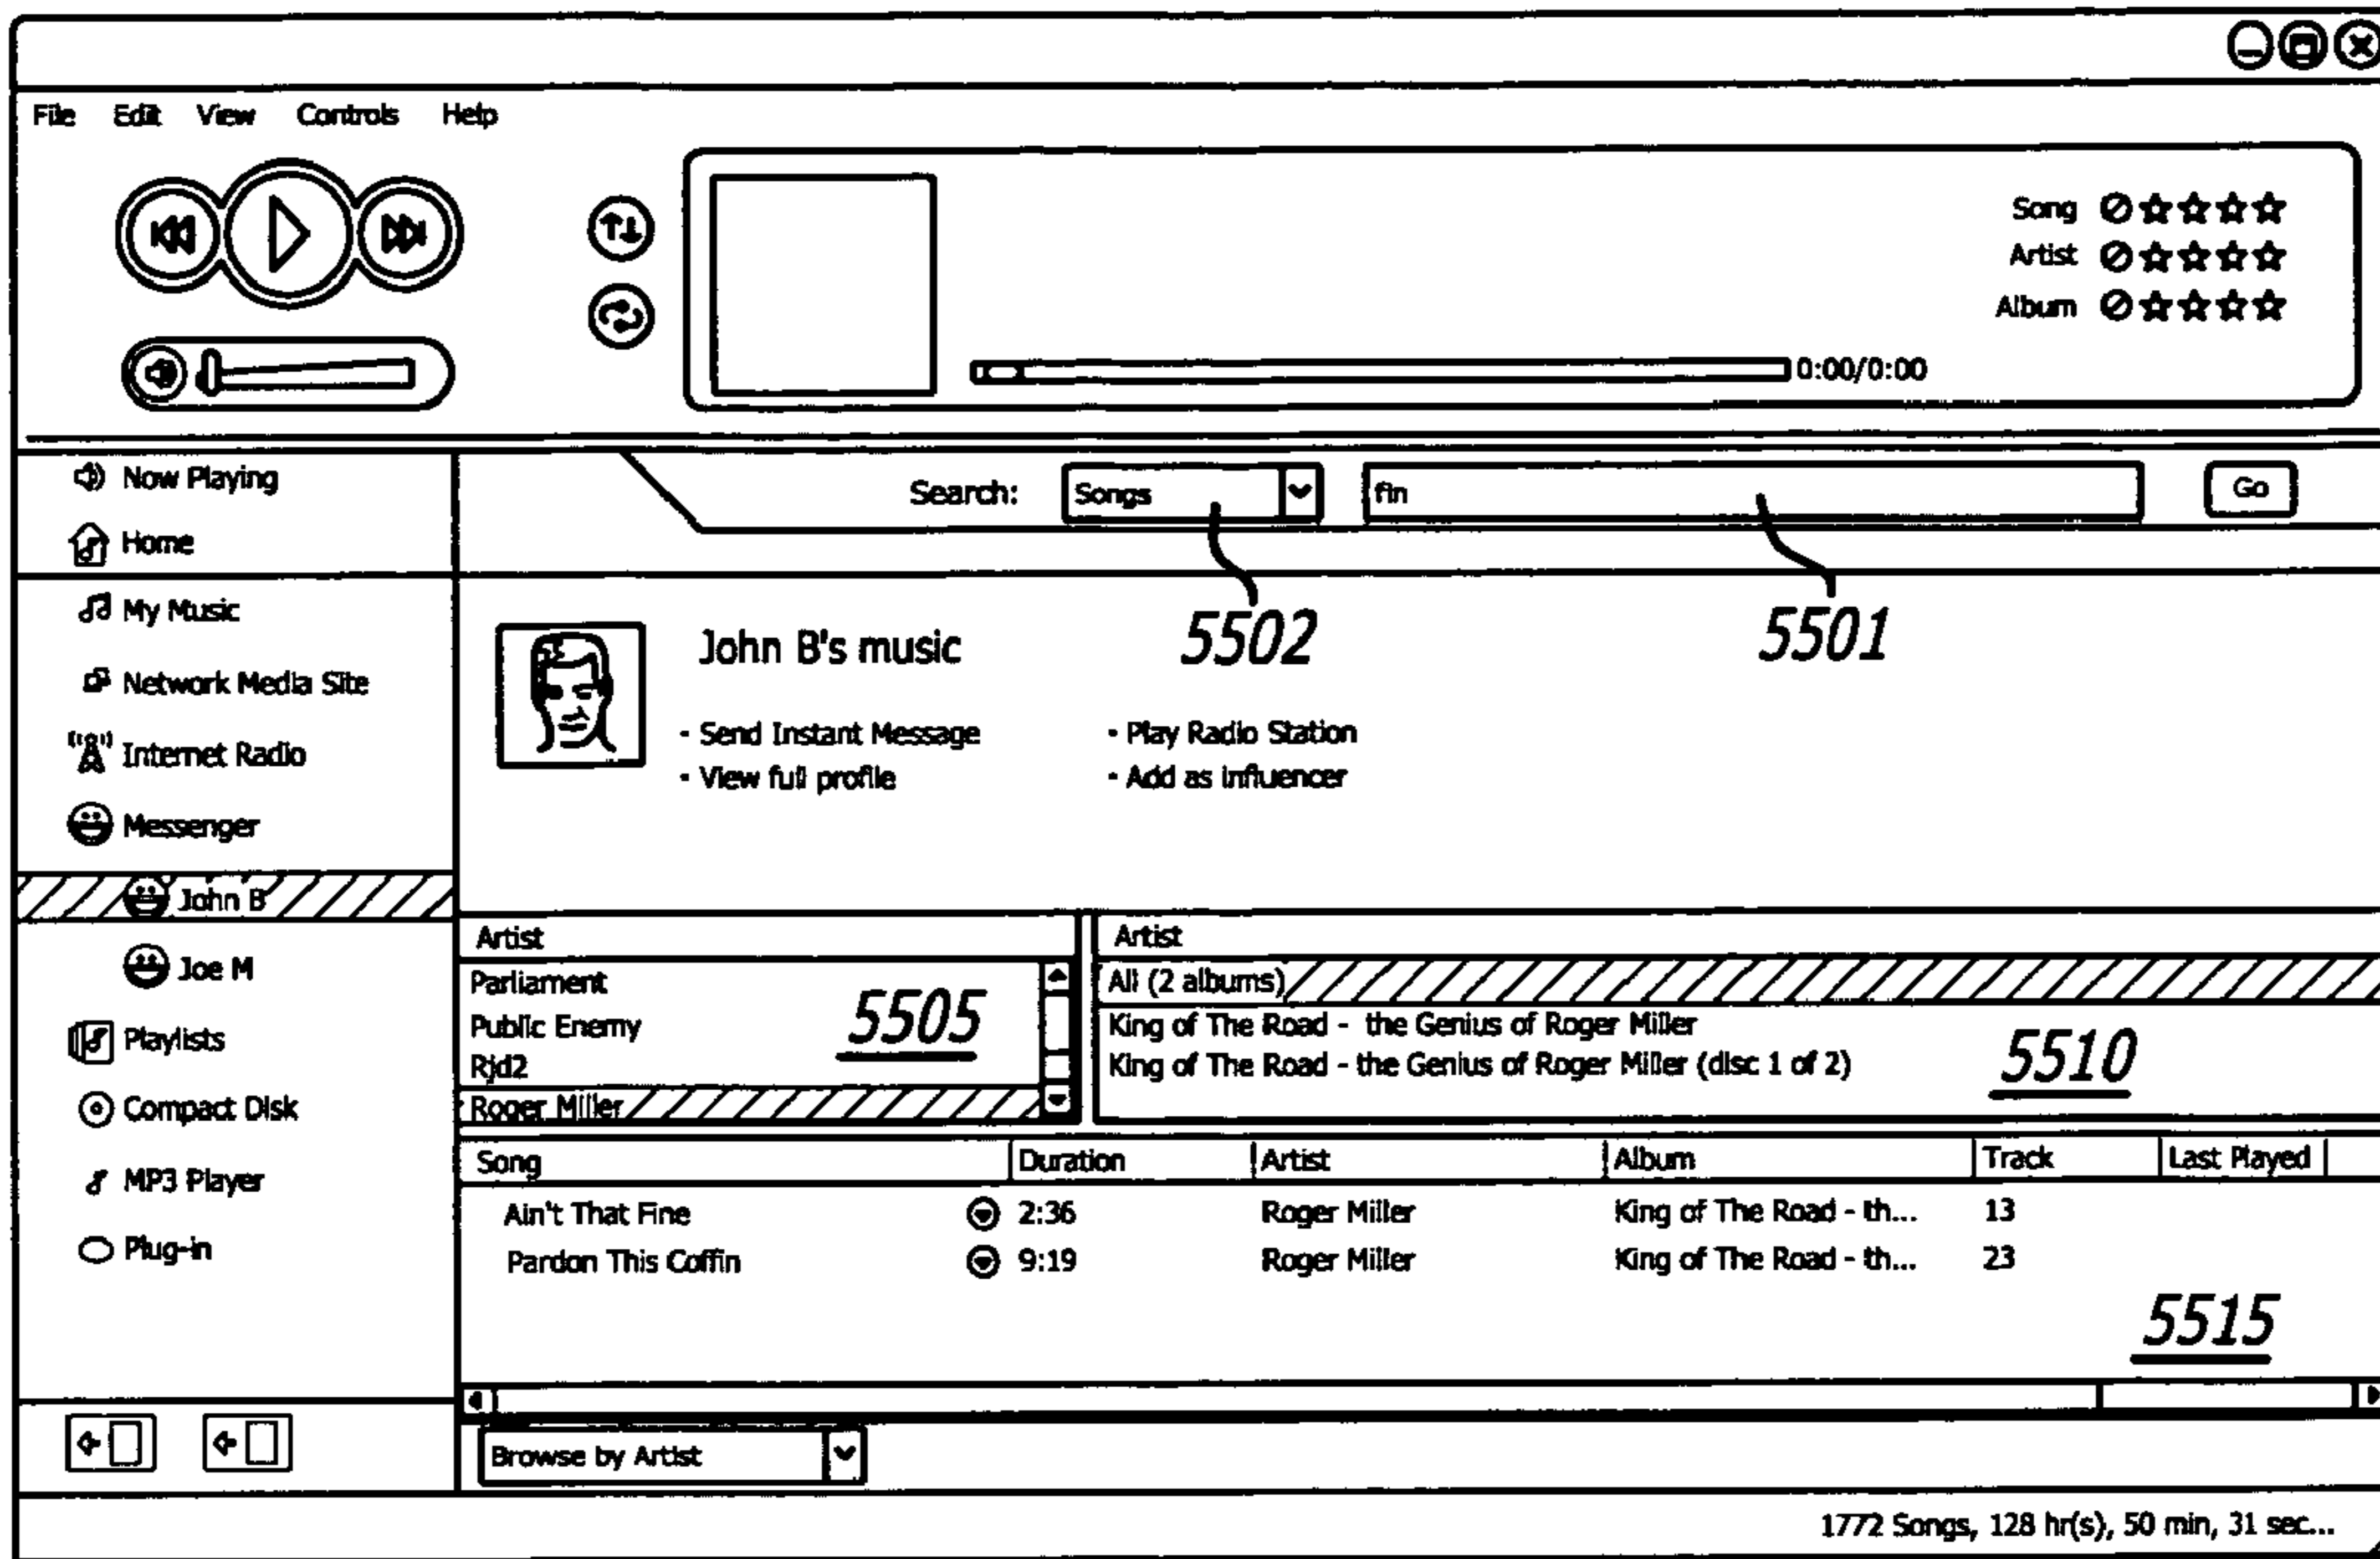 File Edit View Controls Help
Song
Artist
Album
0:00/0:00
Now Playing
Home
My Music
Network Media Site
Internet Radio
Messenger
John B
Joe M
Playlists
Compact Disk
MP3 Player
Plug-in
Search: Songs fin Go
5502 5501
John B's music
- Send Instant Message - Play Radio Station
- View full profile - Add as influencer
Artist
Parliament
Public Enemy
Rjd2
Roger Miller
5505
Artist
All (2 albums)
King of The Road - the Genius of Roger Miller
King of The Road - the Genius of Roger Miller (disc 1 of 2)
5510
Song Duration Artist Album Track Last Played
Ain't That Fine 2:36 Roger Miller King of The Road - th... 13
Pardon This Coffin 9:19 Roger Miller King of The Road - th... 23
5515
Browse by Artist
1772 Songs, 128 hr(s), 50 min, 31 sec...